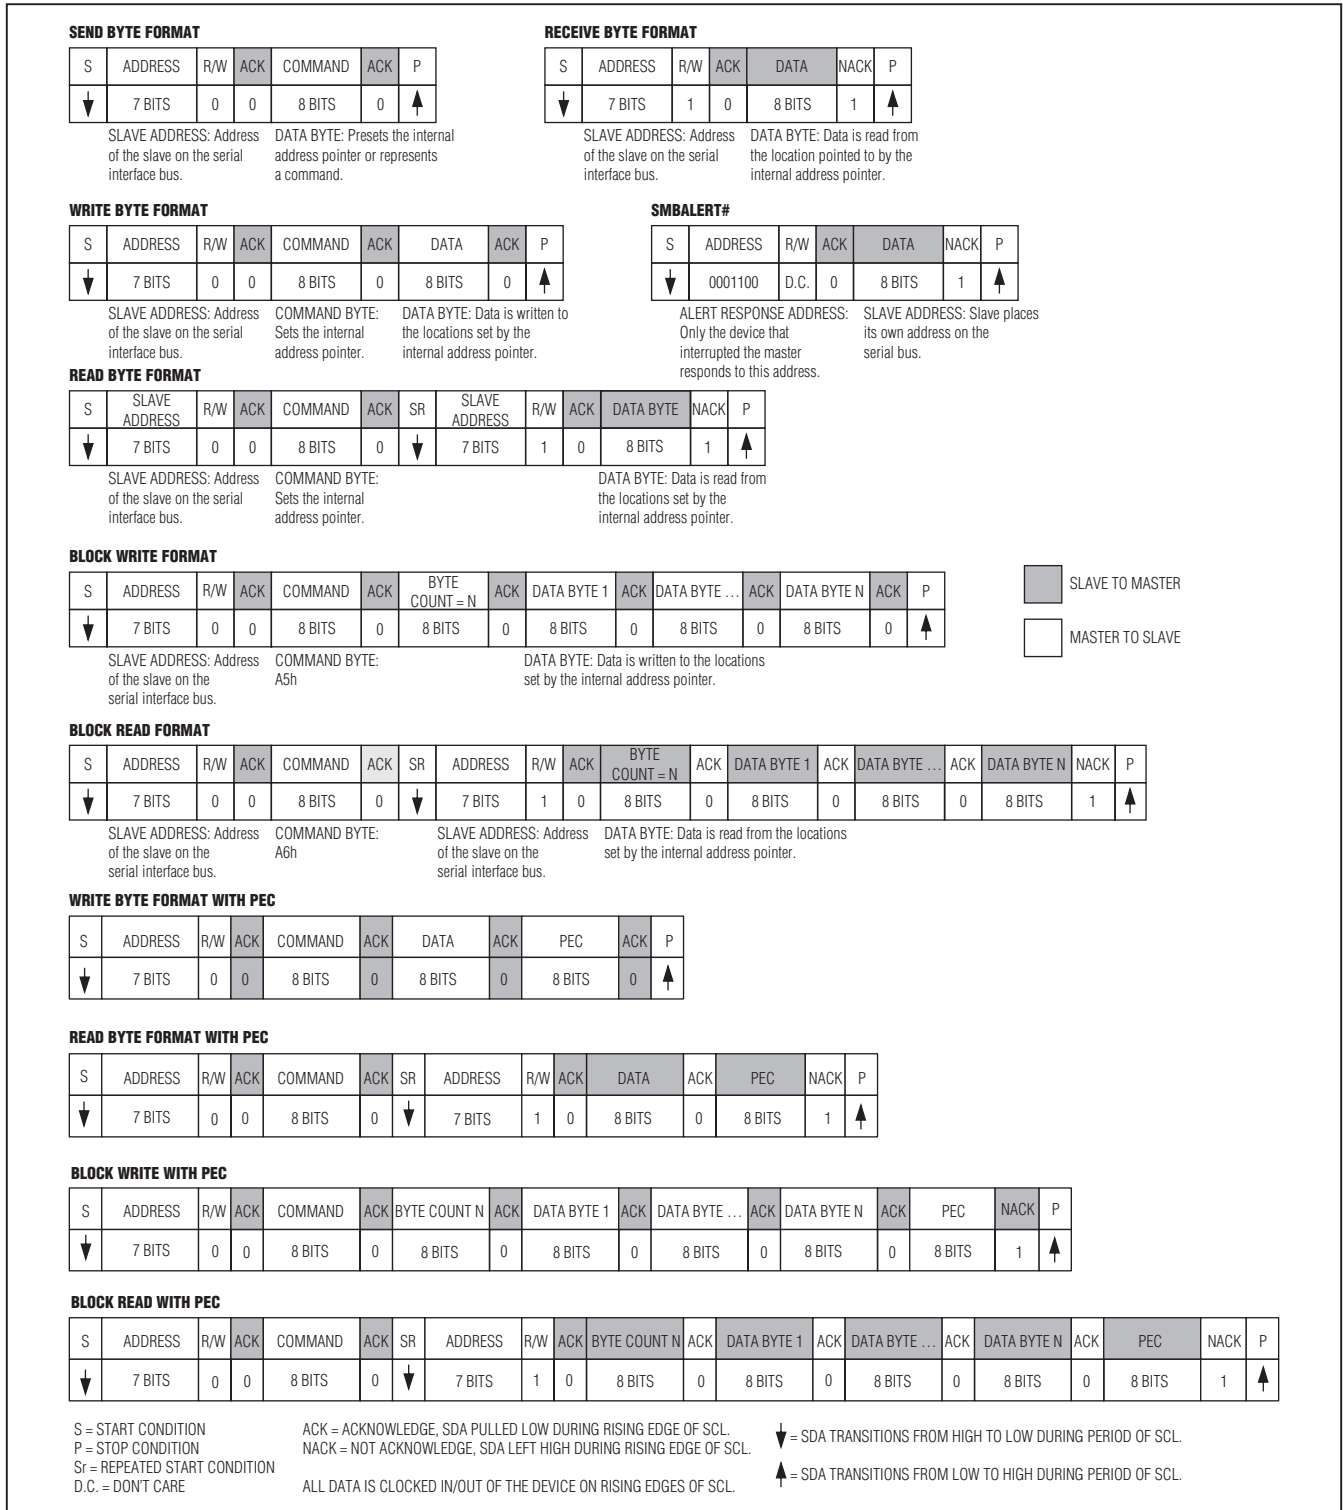 SEND BYTE FORMAT
S ADDRESS R/W ACK COMMAND ACK P
7 BITS 0 0 8 BITS 0
SLAVE ADDRESS: Address
of the slave on the serial
interface bus.
DATA BYTE: Presets the internal
address pointer or represents
a command.
RECEIVE BYTE FORMAT
S ADDRESS R/W ACK DATA NACK P
7 BITS 1 0 8 BITS 1
SLAVE ADDRESS: Address
of the slave on the serial
interface bus.
DATA BYTE: Data is read from
the location pointed to by the
internal address pointer.
WRITE BYTE FORMAT
S ADDRESS R/W ACK COMMAND ACK DATA ACK P
7 BITS 0 0 8 BITS 0 8 BITS 0
SLAVE ADDRESS: Address
of the slave on the serial
interface bus.
COMMAND BYTE:
Sets the internal
address pointer.
DATA BYTE: Data is written to
the locations set by the
internal address pointer.
SMBALERT#
S ADDRESS R/W ACK DATA NACK P
0001100 D.C. 0 8 BITS 1
ALERT RESPONSE ADDRESS:
Only the device that
interrupted the master
responds to this address.
SLAVE ADDRESS: Slave places
its own address on the
serial bus.
READ BYTE FORMAT
S SLAVE ADDRESS R/W ACK COMMAND ACK SR SLAVE ADDRESS R/W ACK DATA BYTE NACK P
7 BITS 0 0 8 BITS 0 7 BITS 1 0 8 BITS 1
SLAVE ADDRESS: Address
of the slave on the serial
interface bus.
COMMAND BYTE:
Sets the internal
address pointer.
DATA BYTE: Data is read from
the locations set by the
internal address pointer.
BLOCK WRITE FORMAT
S ADDRESS R/W ACK COMMAND ACK BYTE COUNT = N ACK DATA BYTE 1 ACK DATA BYTE … ACK DATA BYTE N ACK P
7 BITS 0 0 8 BITS 0 8 BITS 0 8 BITS 0 8 BITS 0 8 BITS 0
SLAVE ADDRESS: Address
of the slave on the
serial interface bus.
COMMAND BYTE:
A5h
DATA BYTE: Data is written to the locations
set by the internal address pointer.
SLAVE TO MASTER
MASTER TO SLAVE
BLOCK READ FORMAT
S ADDRESS R/W ACK COMMAND ACK SR ADDRESS R/W ACK BYTE COUNT = N ACK DATA BYTE 1 ACK DATA BYTE … ACK DATA BYTE N NACK P
7 BITS 0 0 8 BITS 0 7 BITS 1 0 8 BITS 0 8 BITS 0 8 BITS 0 8 BITS 1
SLAVE ADDRESS: Address
of the slave on the
serial interface bus.
COMMAND BYTE:
A6h
SLAVE ADDRESS: Address
of the slave on the
serial interface bus.
DATA BYTE: Data is read from the locations
set by the internal address pointer.
WRITE BYTE FORMAT WITH PEC
S ADDRESS R/W ACK COMMAND ACK DATA ACK PEC ACK P
7 BITS 0 0 8 BITS 0 8 BITS 0 8 BITS 0
READ BYTE FORMAT WITH PEC
S ADDRESS R/W ACK COMMAND ACK SR ADDRESS R/W ACK DATA ACK PEC NACK P
7 BITS 0 0 8 BITS 0 7 BITS 1 0 8 BITS 0 8 BITS 1
BLOCK WRITE WITH PEC
S ADDRESS R/W ACK COMMAND ACK BYTE COUNT N ACK DATA BYTE 1 ACK DATA BYTE … ACK DATA BYTE N ACK PEC NACK P
7 BITS 0 0 8 BITS 0 8 BITS 0 8 BITS 0 8 BITS 0 8 BITS 0 8 BITS 1
BLOCK READ WITH PEC
S ADDRESS R/W ACK COMMAND ACK SR ADDRESS R/W ACK BYTE COUNT N ACK DATA BYTE 1 ACK DATA BYTE … ACK DATA BYTE N ACK PEC NACK P
7 BITS 0 0 8 BITS 0 7 BITS 1 0 8 BITS 0 8 BITS 0 8 BITS 0 8 BITS 0 8 BITS 1
S = START CONDITION
P = STOP CONDITION
Sr = REPEATED START CONDITION
D.C. = DON'T CARE
ACK = ACKNOWLEDGE, SDA PULLED LOW DURING RISING EDGE OF SCL.
NACK = NOT ACKNOWLEDGE, SDA LEFT HIGH DURING RISING EDGE OF SCL.
ALL DATA IS CLOCKED IN/OUT OF THE DEVICE ON RISING EDGES OF SCL.
= SDA TRANSITIONS FROM HIGH TO LOW DURING PERIOD OF SCL.
= SDA TRANSITIONS FROM LOW TO HIGH DURING PERIOD OF SCL.